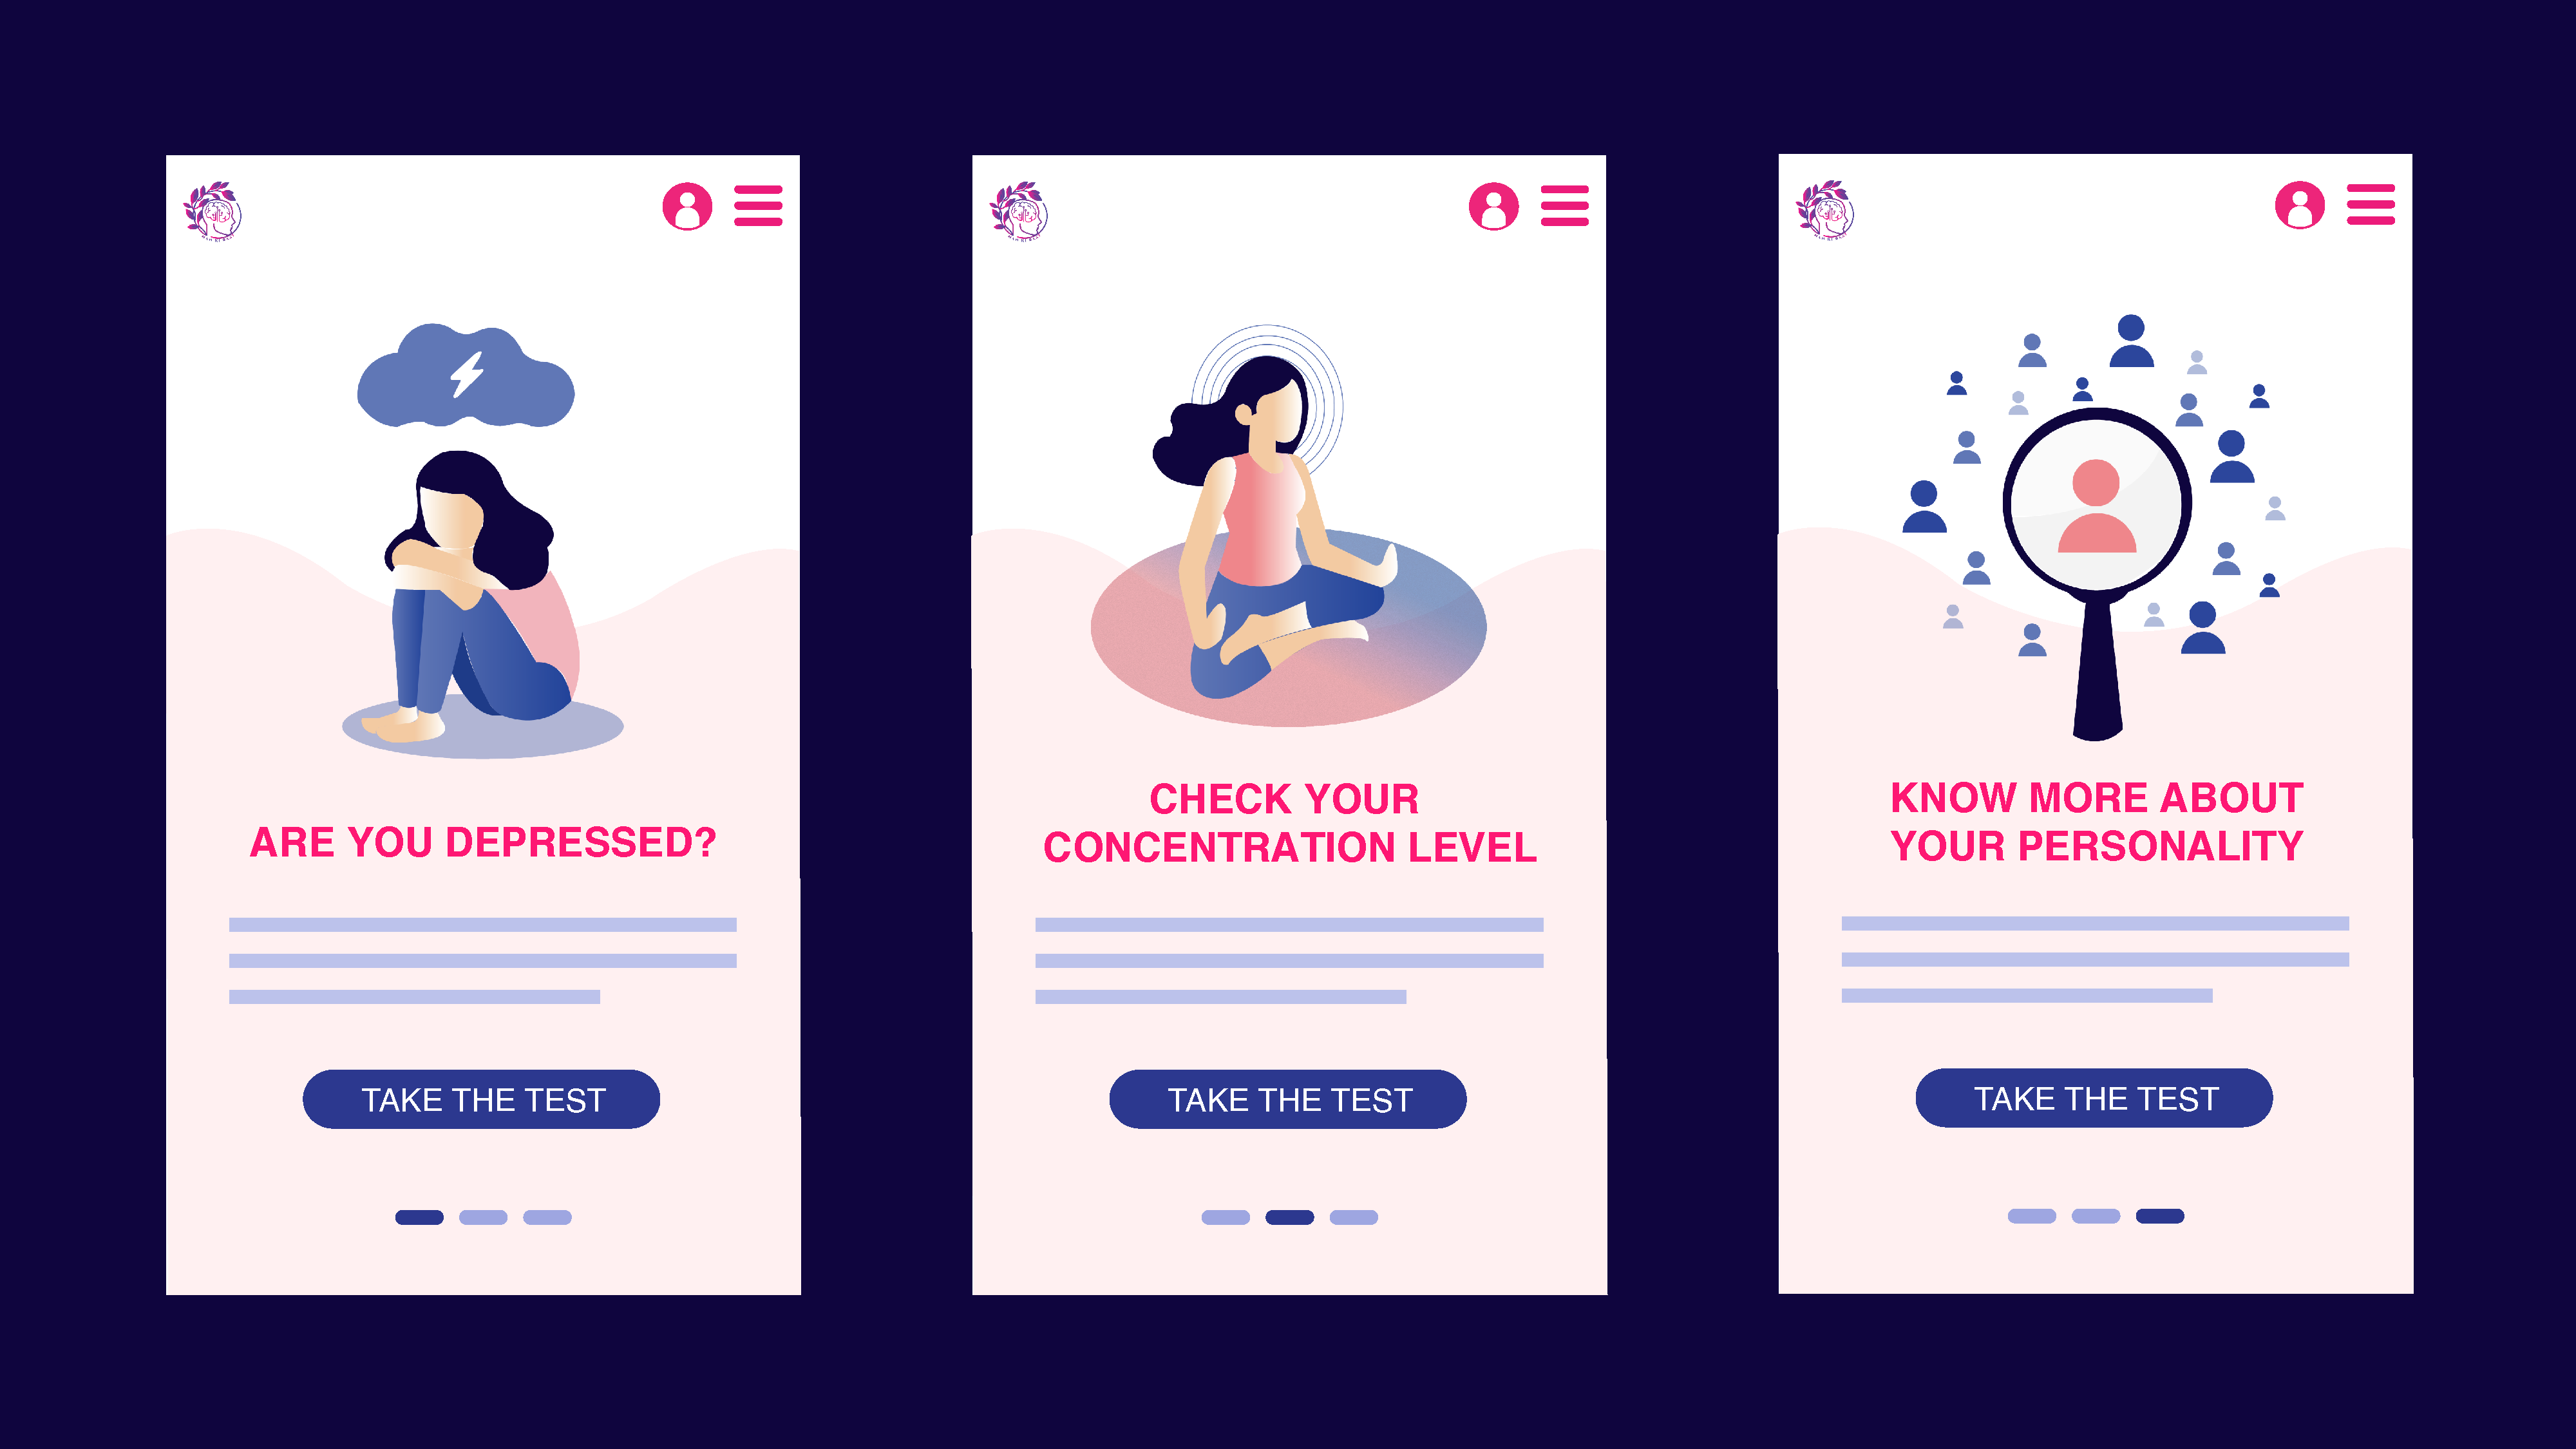 ARE YOU DEPRESSED?
TAKE THE TEST
CHECK YOUR
CONCENTRATION LEVEL
TAKE THE TEST
KNOW MORE ABOUT
YOUR PERSONALITY
TAKE THE TEST